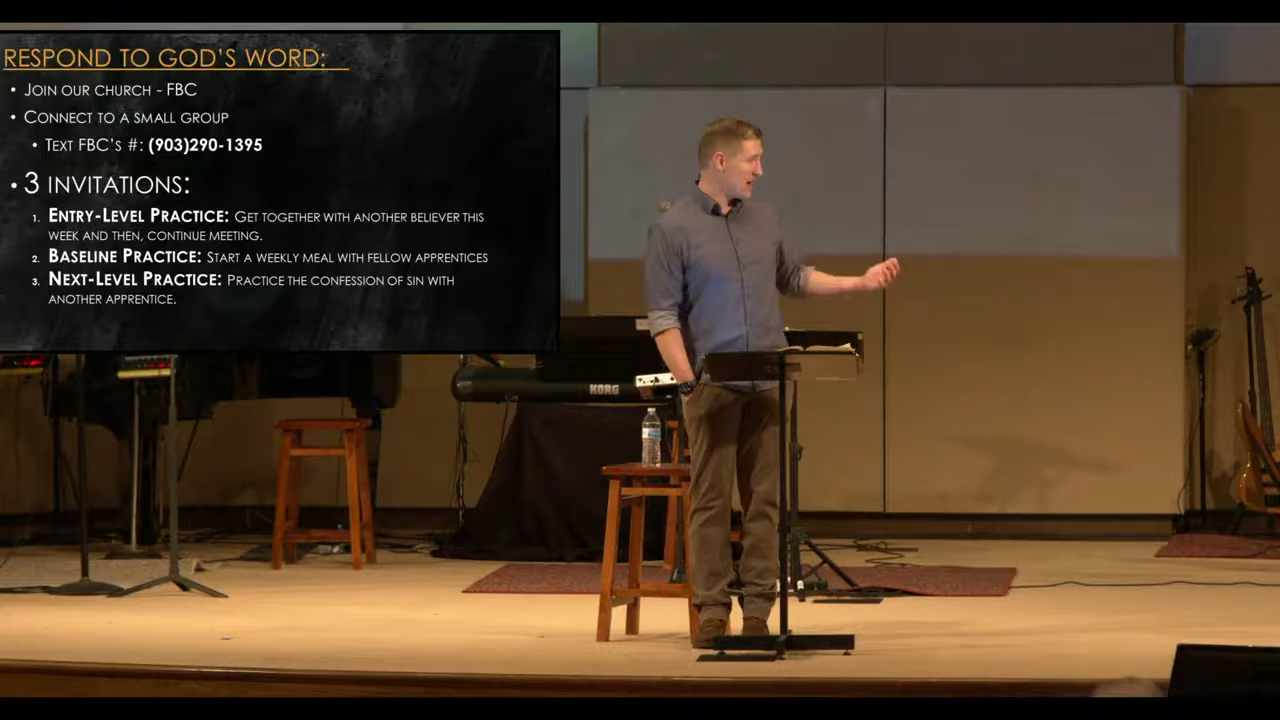 RESPOND TO GOD'S WORD:
• JOIN OUR CHURCH - FBC
• CONNECT TO A SMALL GROUP
• TEXT FBC'S #: (903)290-1395
• 3 INVITATIONS:
1. ENTRY-LEVEL PRACTICE: GET TOGETHER WITH ANOTHER BELIEVER THIS
WEEK AND THEN, CONTINUE MEETING.
2. BASELINE PRACTICE: START A WEEKLY MEAL WITH FELLOW APPRENTICES
3. NEXT-LEVEL PRACTICE: PRACTICE THE CONFESSION OF SIN WITH
ANOTHER APPRENTICE.
KORG